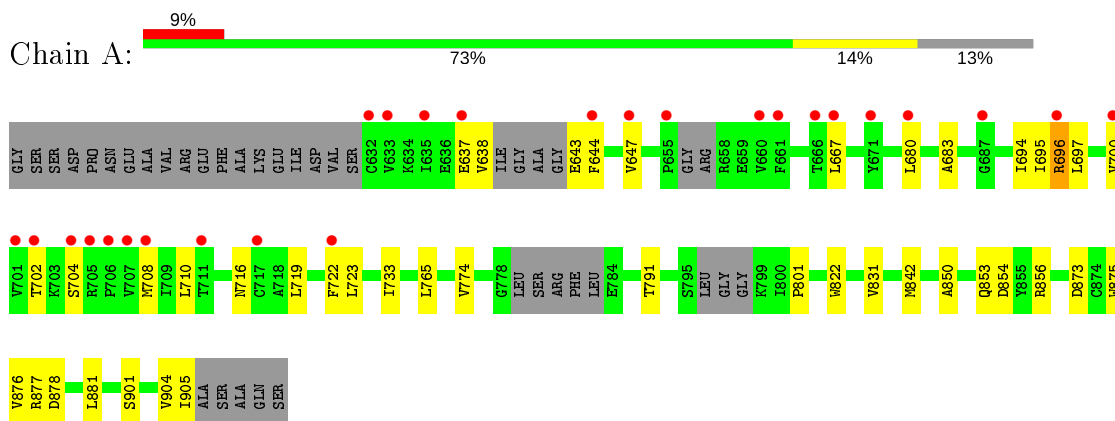 9%
Chain A:
73% 14% 13%
GLY SER SER ASP PRO ASN GLU ALA VAL ARG GLU PHE ALA LYS GLU ILE ASP VAL SER C632 V633 K634 I635 E636 E637 V638 ILE GLY ALA GLY E643 F644 V647 P655 GLY ARG R658 E659 V660 F661 T666 L667 Y671 L680 A683 G687 I694 I695 R696 L697 V700
V701 T702 K703 S704 R705 P706 V707 M708 I709 L710 T711 N716 C717 A718 L719 F722 L723 I733 L765 V774 G778 LEU SER ARG PHE LEU E784 T791 S795 LEU GLY GLY K799 I800 P801 W822 V831 M842 A850 Q853 D854 Y855 R856 D873 C874 W875
V876 R877 D878 L881 S901 V904 I905 ALA SER ALA GLN SER